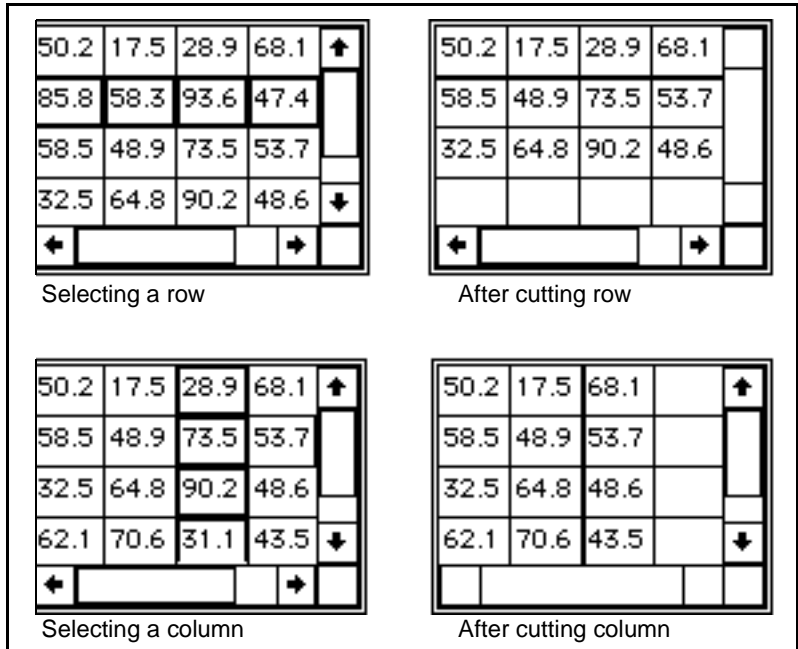 50.2 17.5 28.9 68.1
85.8 58.3 93.6 47.4
58.5 48.9 73.5 53.7
32.5 64.8 90.2 48.6
Selecting a row
50.2 17.5 28.9 68.1
58.5 48.9 73.5 53.7
32.5 64.8 90.2 48.6
After cutting row
50.2 17.5 28.9 68.1
58.5 48.9 73.5 53.7
32.5 64.8 90.2 48.6
62.1 70.6 31.1 43.5
Selecting a column
50.2 17.5 68.1
58.5 48.9 53.7
32.5 64.8 48.6
62.1 70.6 43.5
After cutting column